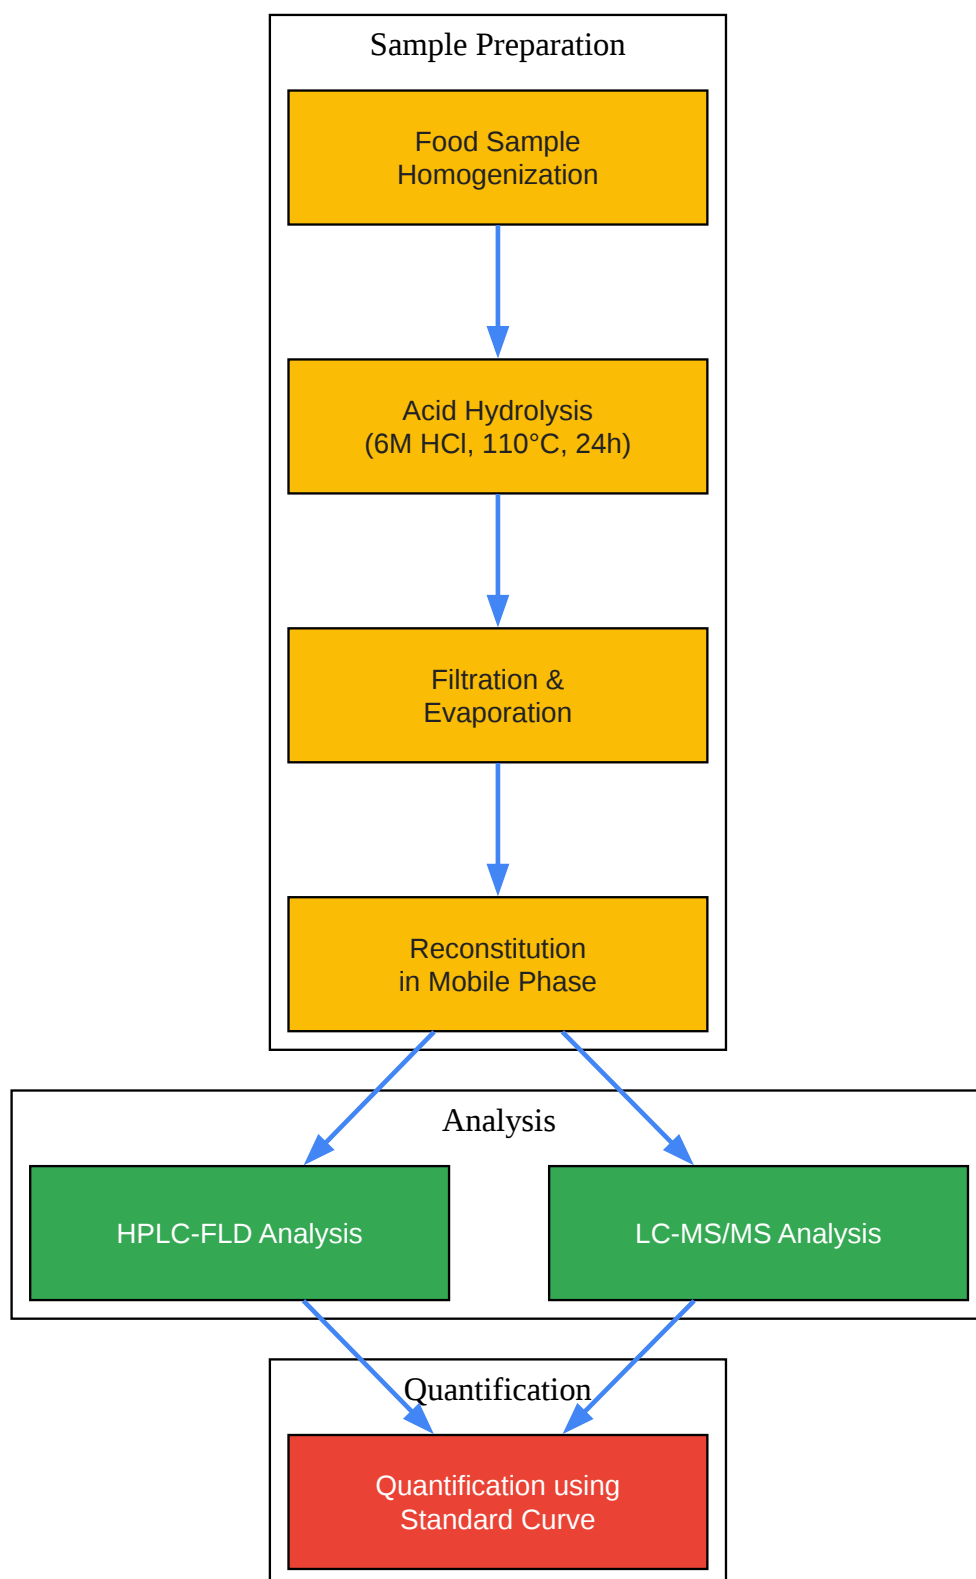 Sample Preparation
Food Sample
Homogenization
Acid Hydrolysis
(6M HCl, 110°C, 24h)
Filtration &
Evaporation
Reconstitution
in Mobile Phase
Analysis
HPLC-FLD Analysis
LC-MS/MS Analysis
Quantification
Quantification using
Standard Curve